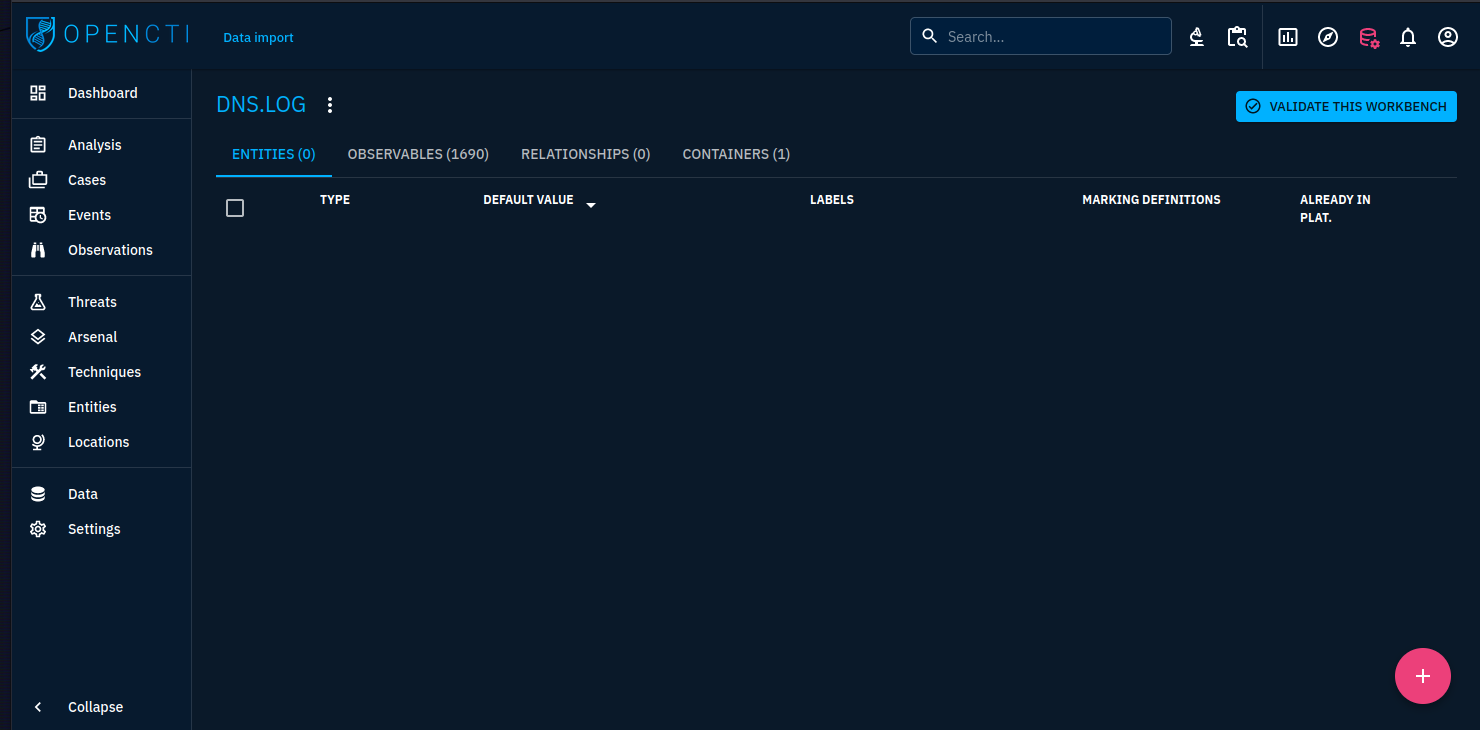 OPENCTI
Data import
Search...
Dashboard
Analysis
Cases
Events
Observations
Threats
Arsenal
Techniques
Entities
Locations
Data
Settings
Collapse
DNS.LOG
VALIDATE THIS WORKBENCH
ENTITIES (0) OBSERVABLES (1690) RELATIONSHIPS (0) CONTAINERS (1)
TYPE DEFAULT VALUE LABELS MARKING DEFINITIONS ALREADY IN
PLAT.